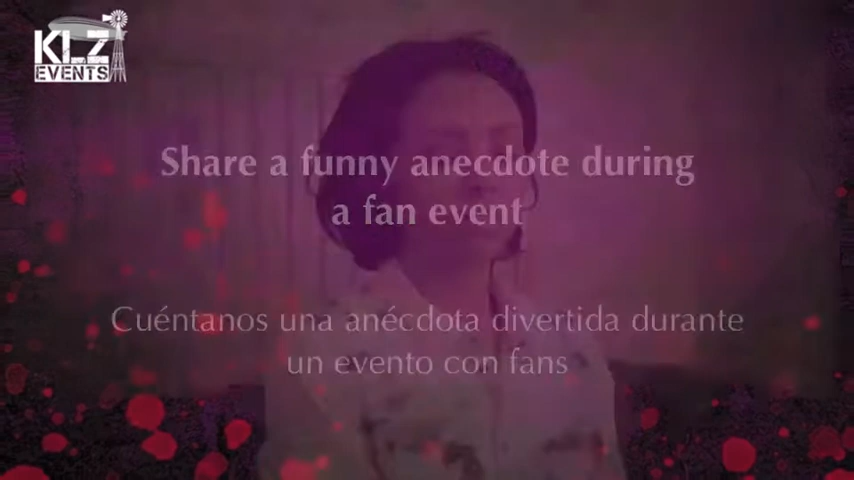 KLZ
EVENTS
Share a funny anecdote during
a fan event
Cuéntanos una anécdota divertida durante
un evento con fans